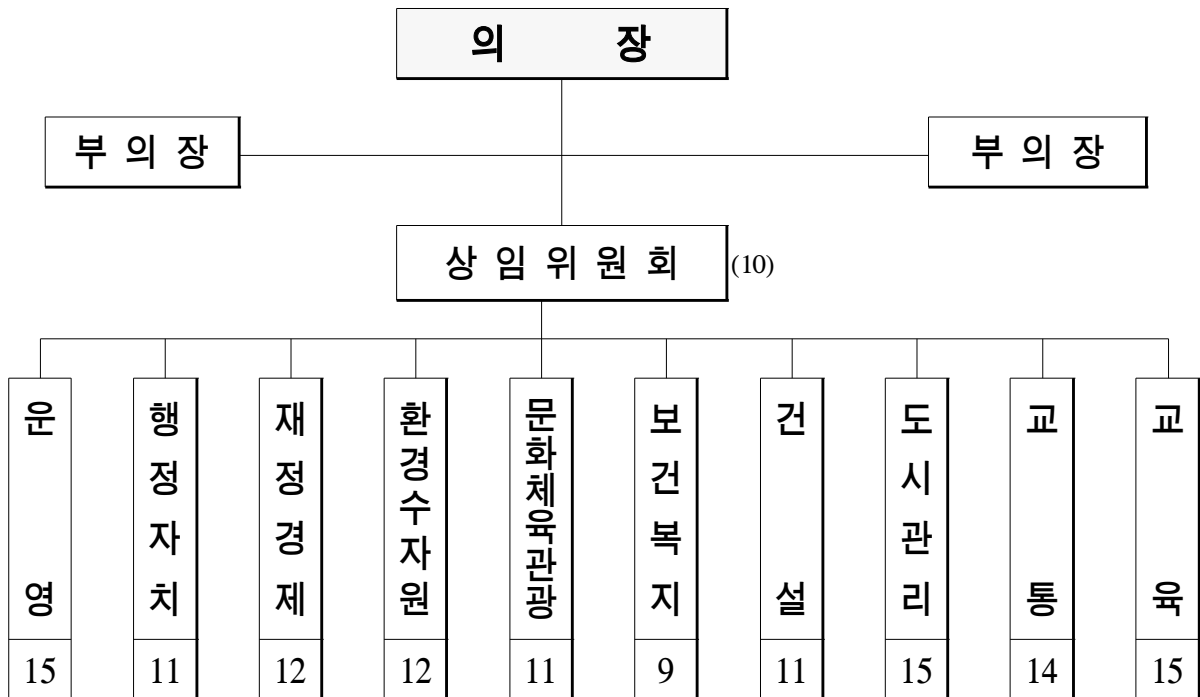 의 장
부 의 장
부 의 장
상 임 위 원 회 (10)
운영
행정자치
재정경제
환경수자원
문화체육관광
보건복지
건설
도시관리
교통
교육
15 11 12 12 11 9 11 15 14 15